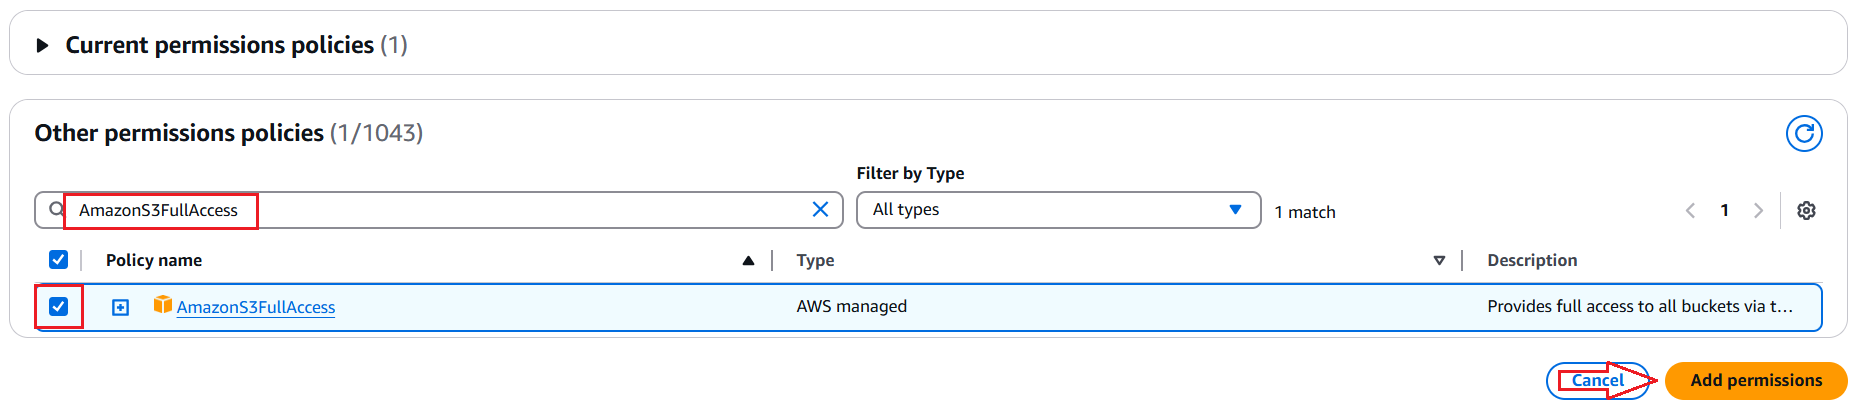 Current permissions policies (1)
Other permissions policies (1/1043)
Filter by Type
AmazonS3FullAccess
All types
1 match
1
Policy name
Type
Description
AmazonS3FullAccess
AWS managed
Provides full access to all buckets via t...
Cancel
Add permissions